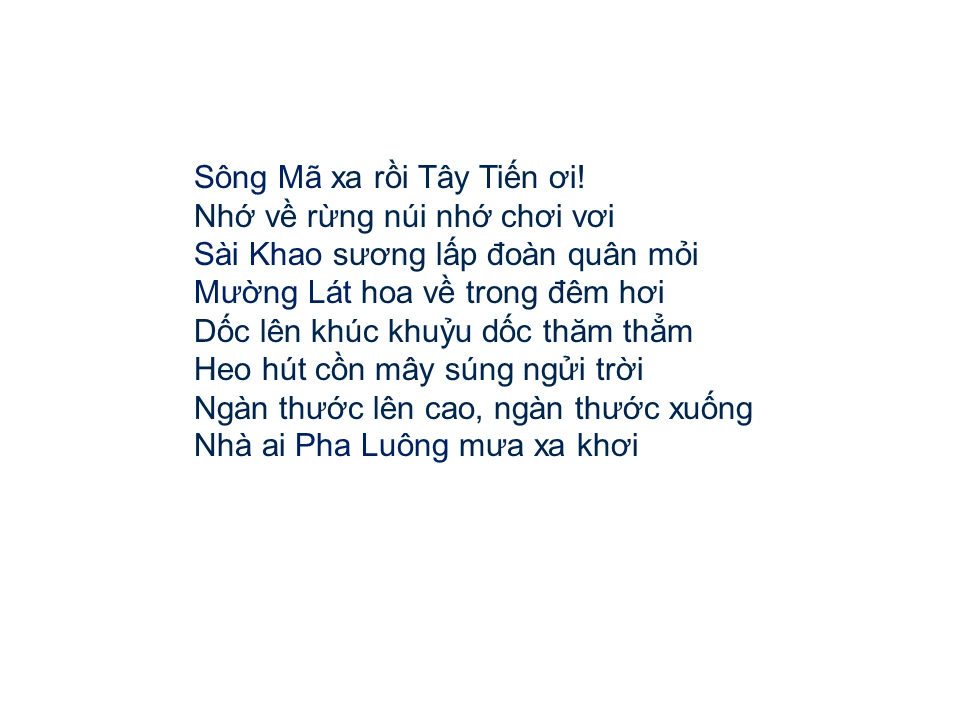 Sông Mã xa rồi Tây Tiến ơi!
Nhớ về rừng núi nhớ chơi vơi
Sài Khao sương lấp đoàn quân mỏi
Mường Lát hoa về trong đêm hơi
Dốc lên khúc khuỷu dốc thăm thẳm
Heo hút cồn mây súng ngửi trời
Ngàn thước lên cao, ngàn thước xuống
Nhà ai Pha Luông mưa xa khơi